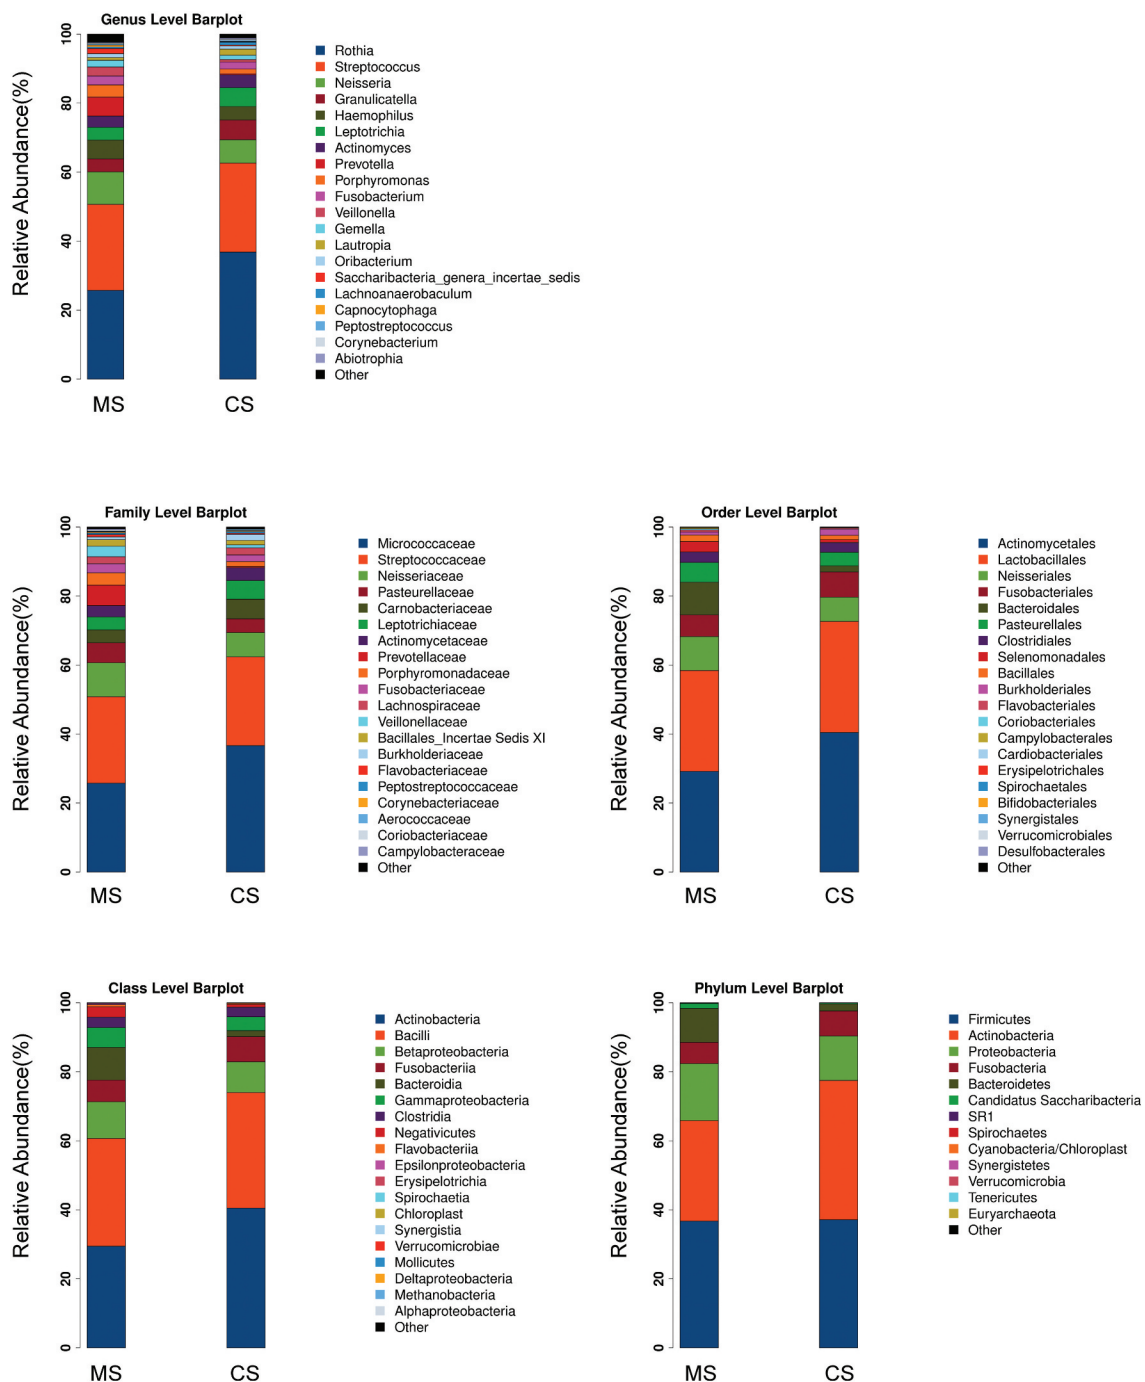 Genus Level Barplot
Relative Abundance(%)
100
80
60
40
20
0
MS
CS
Rothia
Streptococcus
Neisseria
Granulicatella
Haemophilus
Leptotrichia
Actinomyces
Prevotella
Porphyromonas
Fusobacterium
Veillonella
Gemella
Lautropia
Oribacterium
Saccharibacteria_genera_incertae_sedis
Lachnoanaerobaculum
Capnocytophaga
Peptostreptococcus
Corynebacterium
Abiotrophia
Other
Family Level Barplot
Relative Abundance(%)
100
80
60
40
20
0
MS
CS
Micrococcaceae
Streptococcaceae
Neisseriaceae
Pasteurellaceae
Carnobacteriaceae
Leptotrichiaceae
Actinomycetaceae
Prevotellaceae
Porphyromonadaceae
Fusobacteriaceae
Lachnospiraceae
Veillonellaceae
Bacillales_Incertae Sedis XI
Burkholderiaceae
Flavobacteriaceae
Peptostreptococcaceae
Corynebacteriaceae
Aerococcaceae
Coriobacteriaceae
Campylobacteraceae
Other
Order Level Barplot
Relative Abundance(%)
100
80
60
40
20
0
MS
CS
Actinomycetales
Lactobacillales
Neisseriales
Fusobacteriales
Bacteroidales
Pasteurellales
Clostridiales
Selenomonadales
Bacillales
Burkholderiales
Flavobacteriales
Coriobacteriales
Campylobacterales
Cardiobacteriales
Erysipelotrichales
Spirochaetales
Bifidobacteriales
Synergistales
Verrucomicrobiales
Desulfobacterales
Other
Class Level Barplot
Relative Abundance(%)
100
80
60
40
20
0
MS
CS
Actinobacteria
Bacilli
Betaproteobacteria
Fusobacteriia
Bacteroidia
Gammaproteobacteria
Clostridia
Negativicutes
Flavobacteriia
Epsilonproteobacteria
Erysipelotrichia
Spirochaetia
Chloroplast
Synergistia
Verrucomicrobiae
Mollicutes
Deltaproteobacteria
Methanobacteria
Alphaproteobacteria
Other
Phylum Level Barplot
Relative Abundance(%)
100
80
60
40
20
0
MS
CS
Firmicutes
Actinobacteria
Proteobacteria
Fusobacteria
Bacteroidetes
Candidatus Saccharibacteria
SR1
Spirochaetes
Cyanobacteria/Chloroplast
Synergistetes
Verrucomicrobia
Tenericutes
Euryarchaeota
Other